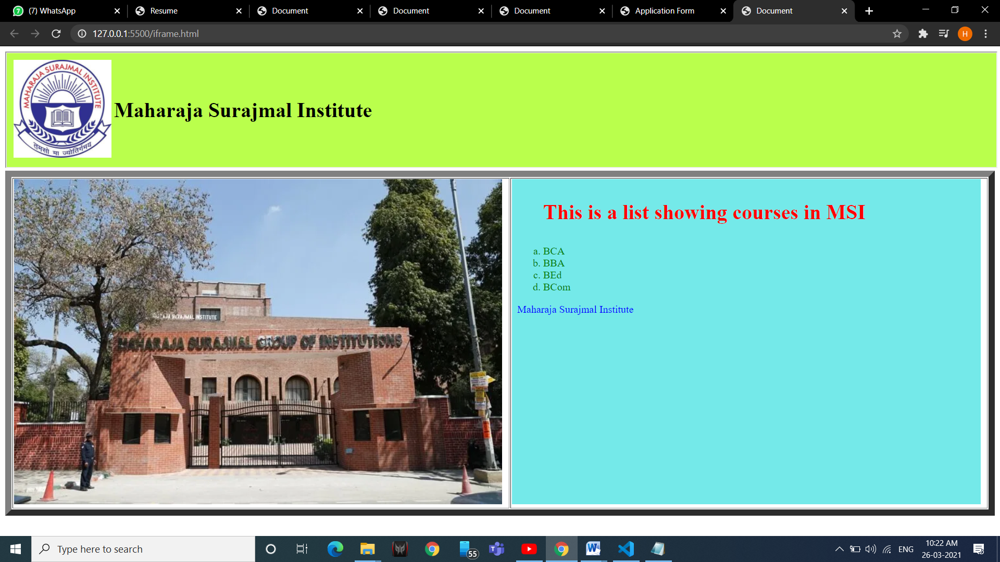 (7) WhatsApp
Resume
Document
Document
Document
Application Form
Document
127.0.0.1:5500/iframe.html
H
MAHARAJA SURAJMAL INSTITUTE
तमसो मा ज्योतिर्गमय
Maharaja Surajmal Institute
SURAJMAL INSTITUTE
MAHARAJA SURAJMAL GROUP OF INSTITUTIONS
This is a list showing courses in MSI
a. BCA
b. BBA
c. BEd
d. BCom
Maharaja Surajmal Institute
Type here to search
55
ENG
10:22 AM
26-03-2021